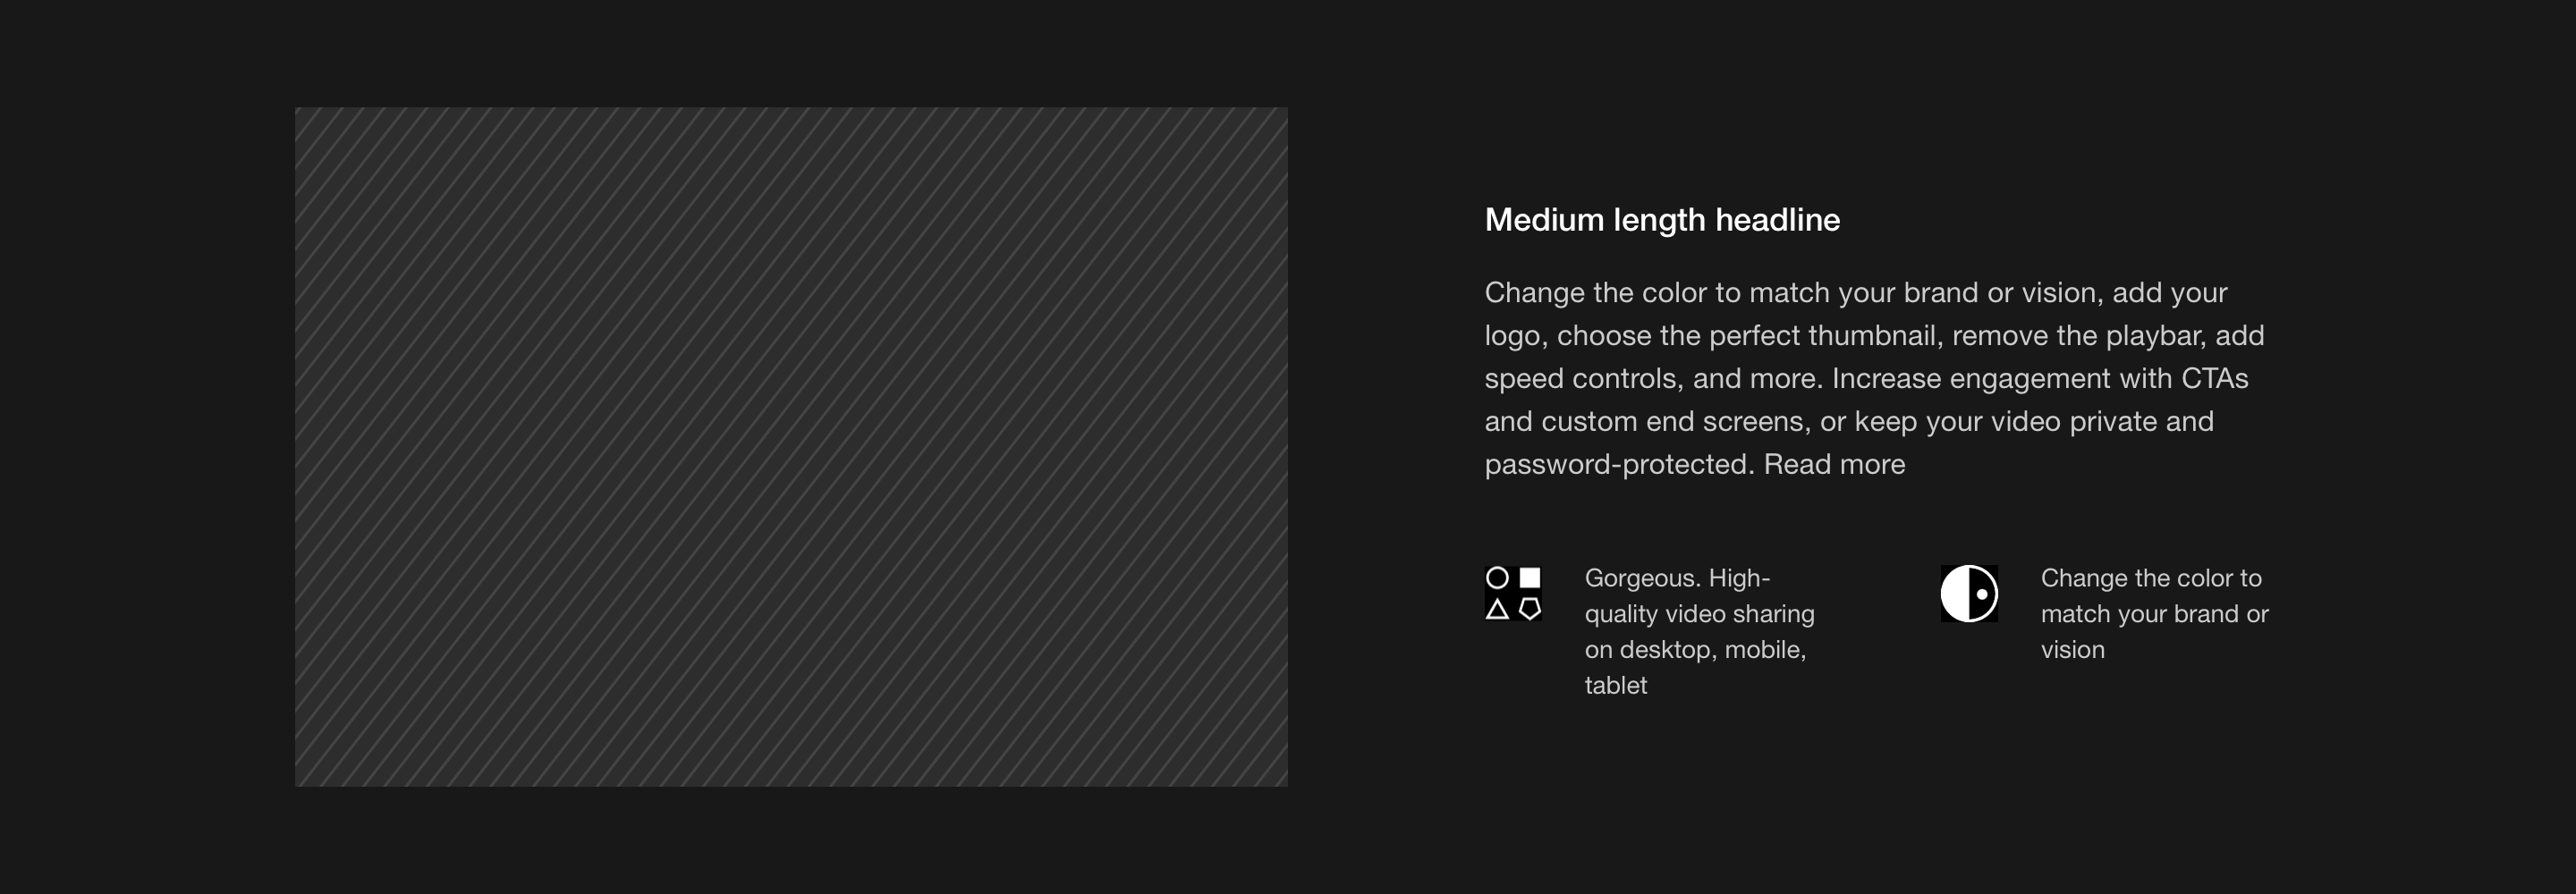 Medium length headline
Change the color to match your brand or vision, add your
logo, choose the perfect thumbnail, remove the playbar, add
speed controls, and more. Increase engagement with CTAs
and custom end screens, or keep your video private and
password-protected. Read more
Gorgeous. High-
quality video sharing
on desktop, mobile,
tablet
Change the color to
match your brand or
vision